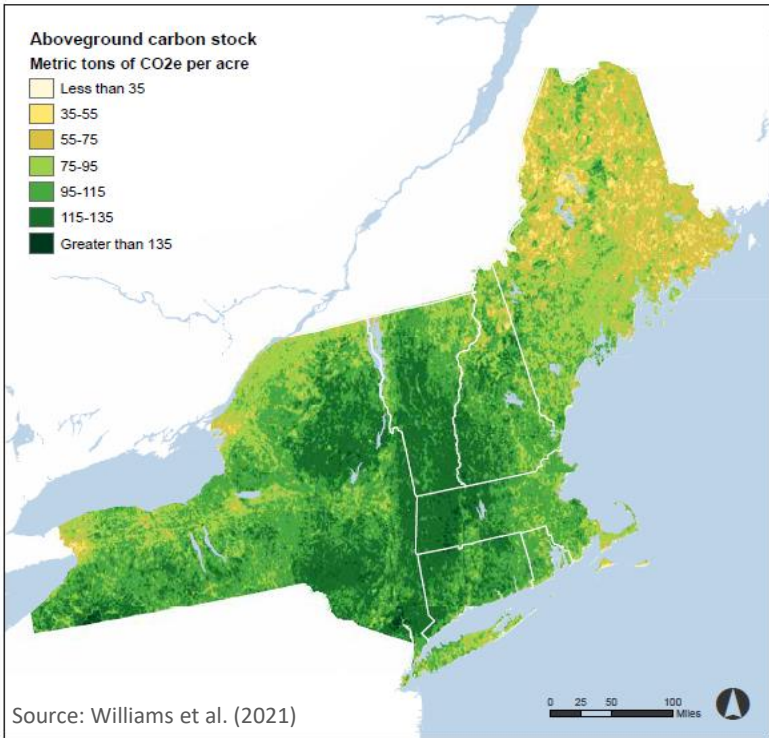 Aboveground carbon stock
Metric tons of CO2e per acre
Less than 35
35-55
55-75
75-95
95-115
115-135
Greater than 135
Source: Williams et al. (2021)
0 25 50 100
Miles